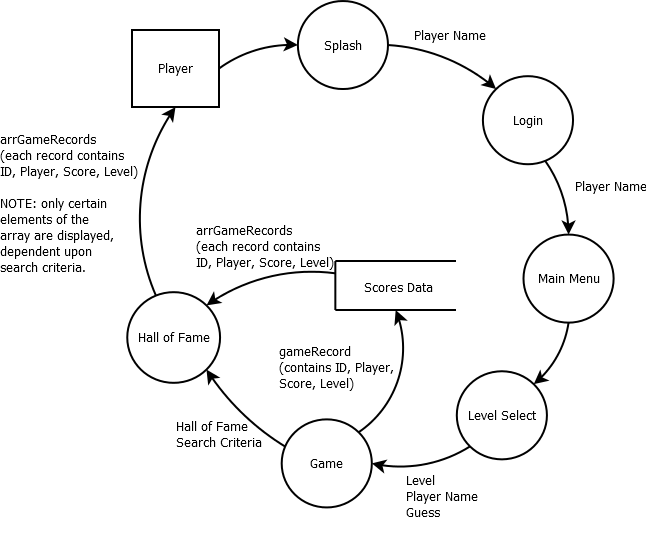 Player
Splash
Player Name
Login
Player Name
Main Menu
Level Select
Level
Player Name
Guess
Game
gameRecord
(contains ID, Player,
Score, Level)
Scores Data
arrGameRecords
(each record contains
ID, Player, Score, Level)
Hall of Fame
Search Criteria
Hall of Fame
arrGameRecords
(each record contains
ID, Player, Score, Level)
NOTE: only certain
elements of the
array are displayed,
dependent upon
search criteria.